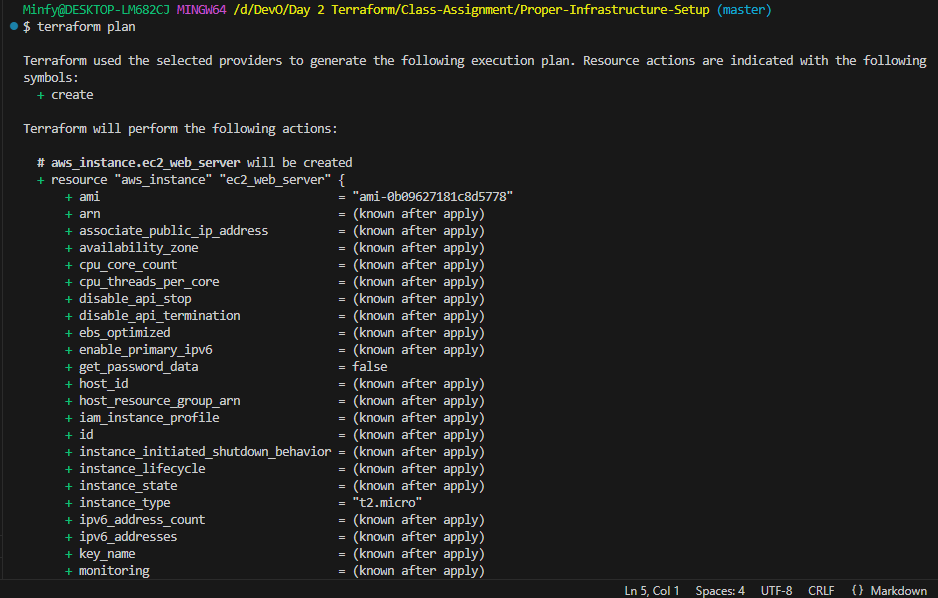 Minfy@DESKTOP-LM682CJ MINGW64 /d/DevO/Day 2 Terraform/Class-Assignment/Proper-Infrastructure-Setup (master)
$ terraform plan
Terraform used the selected providers to generate the following execution plan. Resource actions are indicated with the following
symbols:
+ create
Terraform will perform the following actions:
# aws_instance.ec2_web_server will be created
+ resource "aws_instance" "ec2_web_server" {
+ ami = "ami-0b09627181c8d5778"
+ arn = (known after apply)
+ associate_public_ip_address = (known after apply)
+ availability_zone = (known after apply)
+ cpu_core_count = (known after apply)
+ cpu_threads_per_core = (known after apply)
+ disable_api_stop = (known after apply)
+ disable_api_termination = (known after apply)
+ ebs_optimized = (known after apply)
+ enable_primary_ipv6 = (known after apply)
+ get_password_data = false
+ host_id = (known after apply)
+ host_resource_group_arn = (known after apply)
+ iam_instance_profile = (known after apply)
+ id = (known after apply)
+ instance_initiated_shutdown_behavior = (known after apply)
+ instance_lifecycle = (known after apply)
+ instance_state = (known after apply)
+ instance_type = "t2.micro"
+ ipv6_address_count = (known after apply)
+ ipv6_addresses = (known after apply)
+ key_name = (known after apply)
+ monitoring = (known after apply)
Ln 5, Col 1 Spaces: 4 UTF-8 CRLF {} Markdown